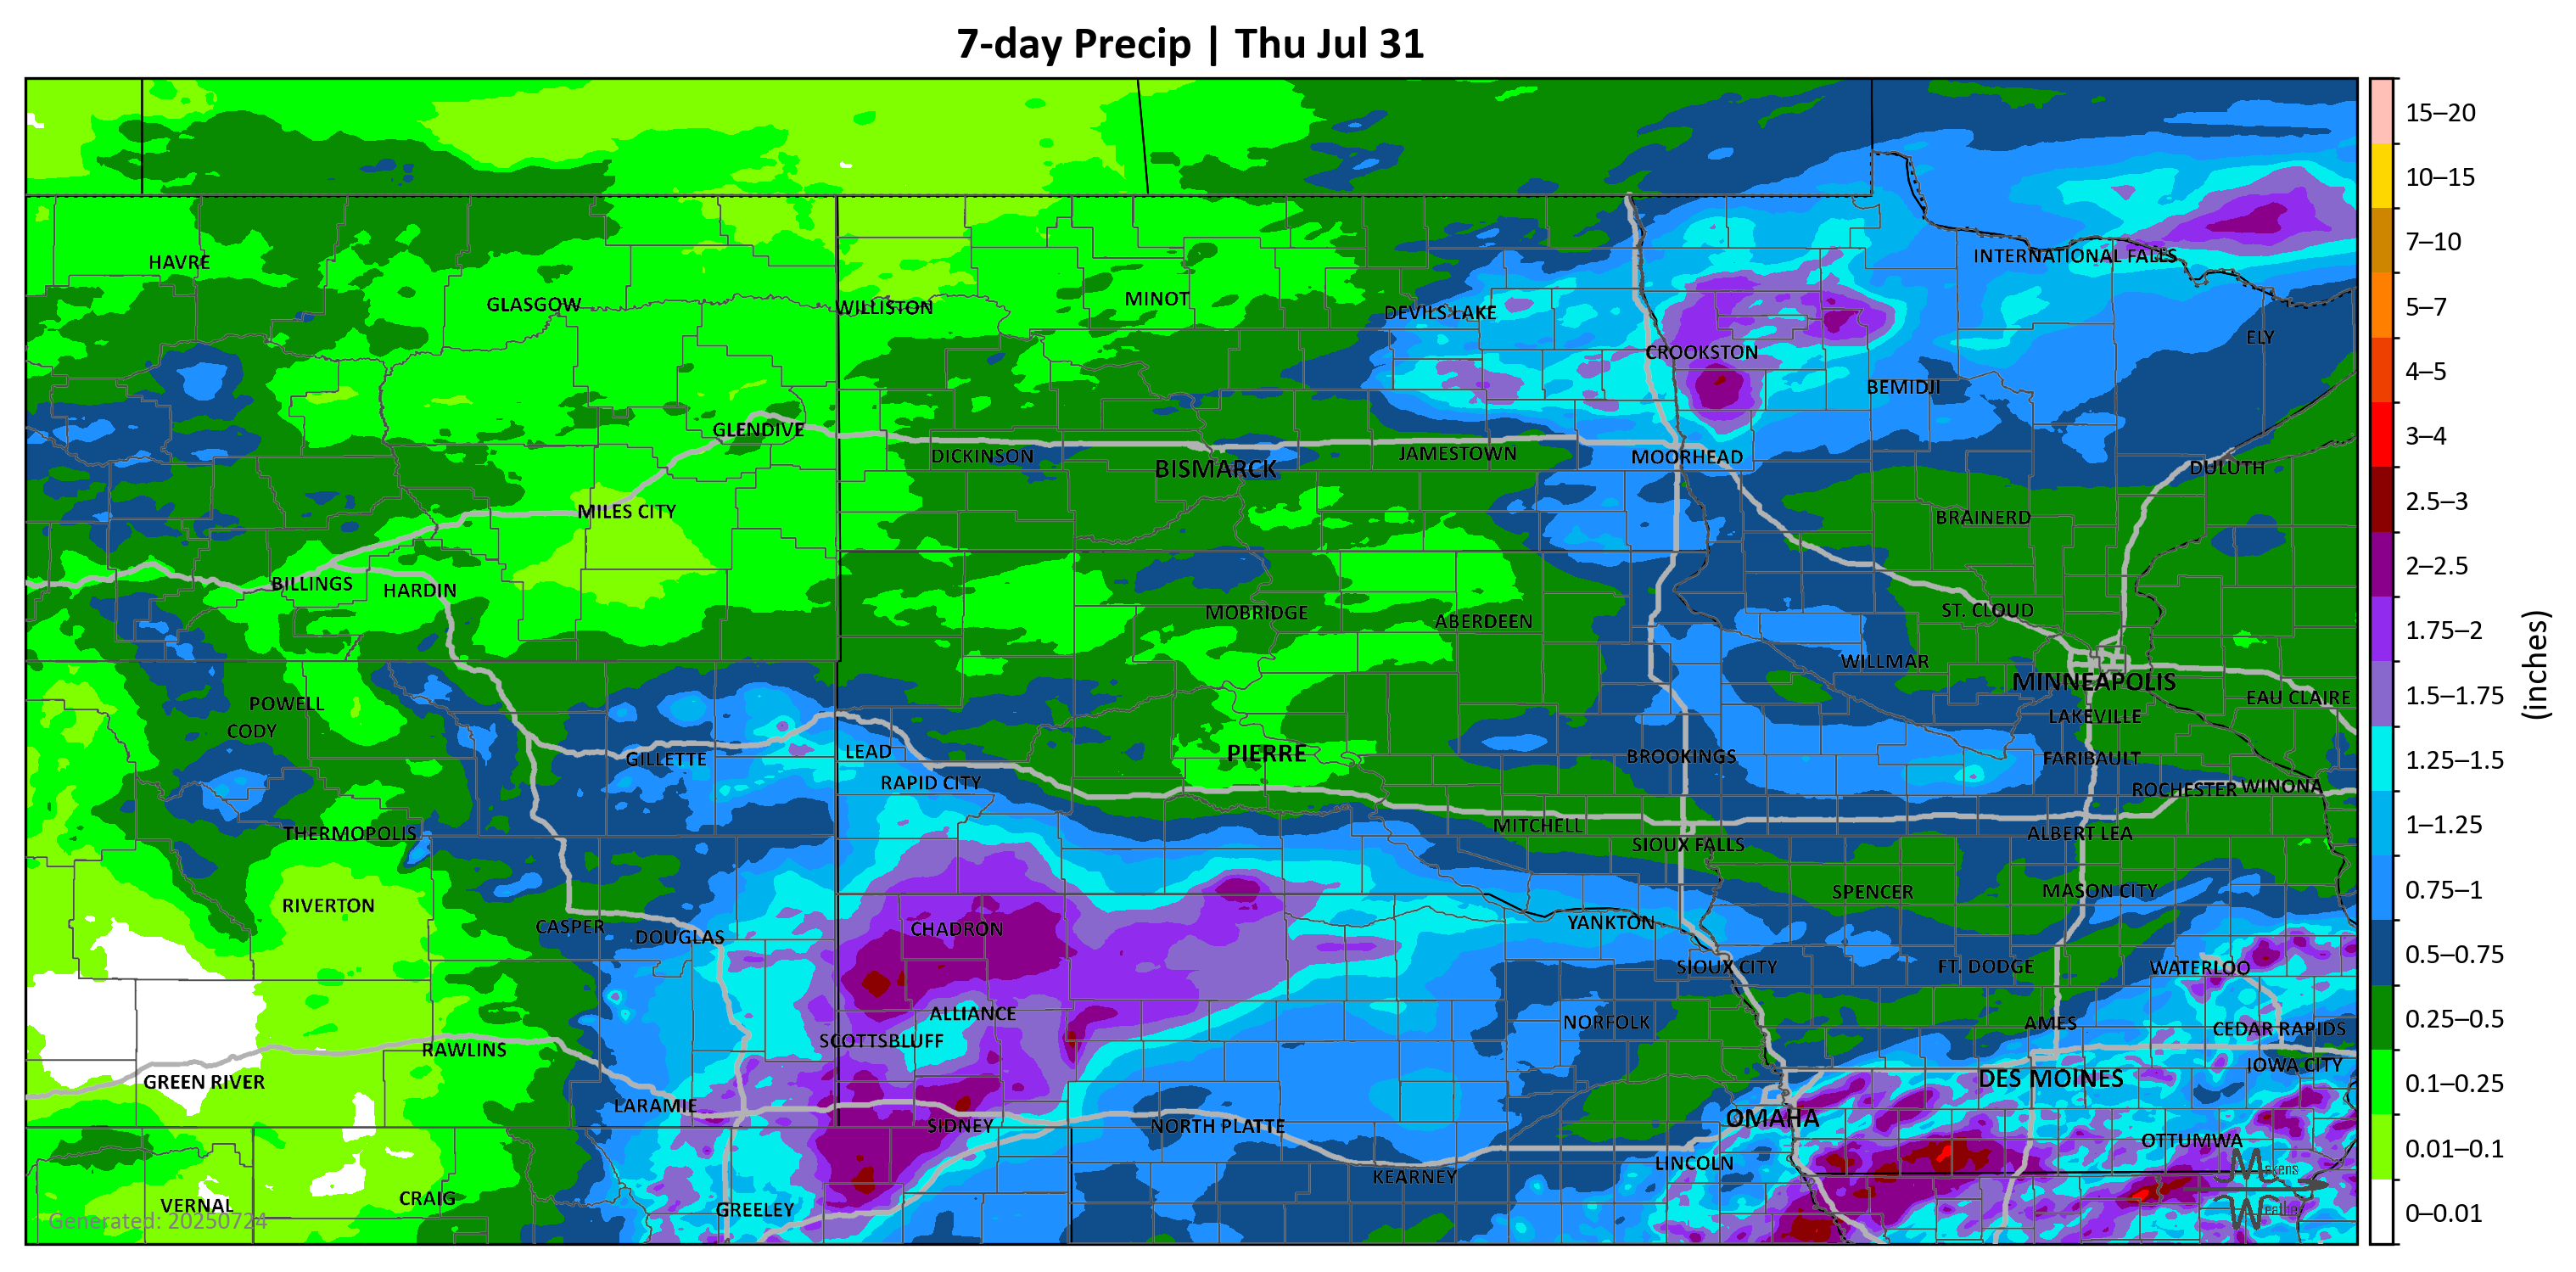 7-day Precip | Thu Jul 31
15–20
10–15
7–10
5–7
4–5
3–4
2.5–3
2–2.5
1.75–2
1.5–1.75
1.25–1.5
1–1.25
0.75–1
0.5–0.75
0.25–0.5
0.1–0.25
0.01–0.1
0–0.01
(inches)
HAVRE
INTERNATIONAL FALLS
GLASGOW
WILLISTON
MINOT
DEVILS LAKE
ELY
CROOKSTON
BEMIDJI
GLENDIVE
DICKINSON
BISMARCK
JAMESTOWN
MOORHEAD
DULUTH
MILES CITY
BRAINERD
BILLINGS
HARDIN
MOBRIDGE
ABERDEEN
ST. CLOUD
WILLMAR
MINNEAPOLIS
EAU CLAIRE
POWELL
CODY
LAKEVILLE
GILLETTE
LEAD
PIERRE
BROOKINGS
FARIBAULT
RAPID CITY
ROCHESTER
WINONA
THERMOPOLIS
MITCHELL
ALBERT LEA
SIOUX FALLS
RIVERTON
SPENCER
MASON CITY
CASPER
DOUGLAS
CHADRON
YANKTON
SIOUX CITY
FT. DODGE
WATERLOO
ALLIANCE
NORFOLK
AMES
CEDAR RAPIDS
RAWLINS
SCOTTSBLUFF
IOWA CITY
GREEN RIVER
DES MOINES
LARAMIE
SIDNEY
NORTH PLATTE
OMAHA
OTTUMWA
LINCOLN
KEARNEY
Makens
Weather
VERNAL
CRAIG
GREELEY
Generated: 20250724